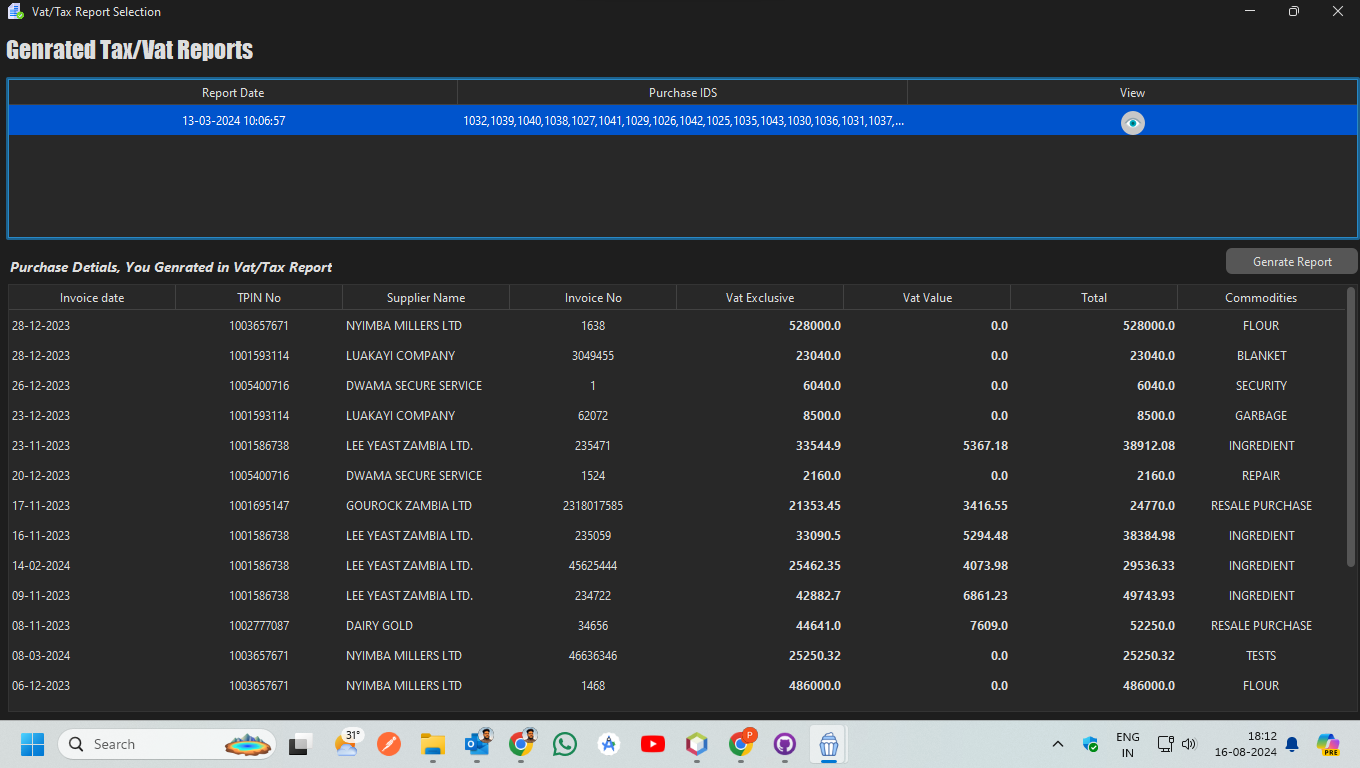 Vat/Tax Report Selection
Genrated Tax/Vat Reports
Report Date Purchase IDS View
13-03-2024 10:06:57 1032,1039,1040,1038,1027,1041,1029,1026,1042,1025,1035,1043,1030,1036,1031,1037,...
Purchase Detials, You Genrated in Vat/Tax Report
Genrate Report
Invoice date TPIN No Supplier Name Invoice No Vat Exclusive Vat Value Total Commodities
28-12-2023 1003657671 NYIMBA MILLERS LTD 1638 528000.0 0.0 528000.0 FLOUR
28-12-2023 1001593114 LUAKAYI COMPANY 3049455 23040.0 0.0 23040.0 BLANKET
26-12-2023 1005400716 DWAMA SECURE SERVICE 1 6040.0 0.0 6040.0 SECURITY
23-12-2023 1001593114 LUAKAYI COMPANY 62072 8500.0 0.0 8500.0 GARBAGE
23-11-2023 1001586738 LEE YEAST ZAMBIA LTD. 235471 33544.9 5367.18 38912.08 INGREDIENT
20-12-2023 1005400716 DWAMA SECURE SERVICE 1524 2160.0 0.0 2160.0 REPAIR
17-11-2023 1001695147 GOUROCK ZAMBIA LTD 2318017585 21353.45 3416.55 24770.0 RESALE PURCHASE
16-11-2023 1001586738 LEE YEAST ZAMBIA LTD. 235059 33090.5 5294.48 38384.98 INGREDIENT
14-02-2024 1001586738 LEE YEAST ZAMBIA LTD. 45625444 25462.35 4073.98 29536.33 INGREDIENT
09-11-2023 1001586738 LEE YEAST ZAMBIA LTD. 234722 42882.7 6861.23 49743.93 INGREDIENT
08-11-2023 1002777087 DAIRY GOLD 34656 44641.0 7609.0 52250.0 RESALE PURCHASE
08-03-2024 1003657671 NYIMBA MILLERS LTD 46636346 25250.32 0.0 25250.32 TESTS
06-12-2023 1003657671 NYIMBA MILLERS LTD 1468 486000.0 0.0 486000.0 FLOUR
Search
31°
P
ENG
IN
18:12
16-08-2024
PRE